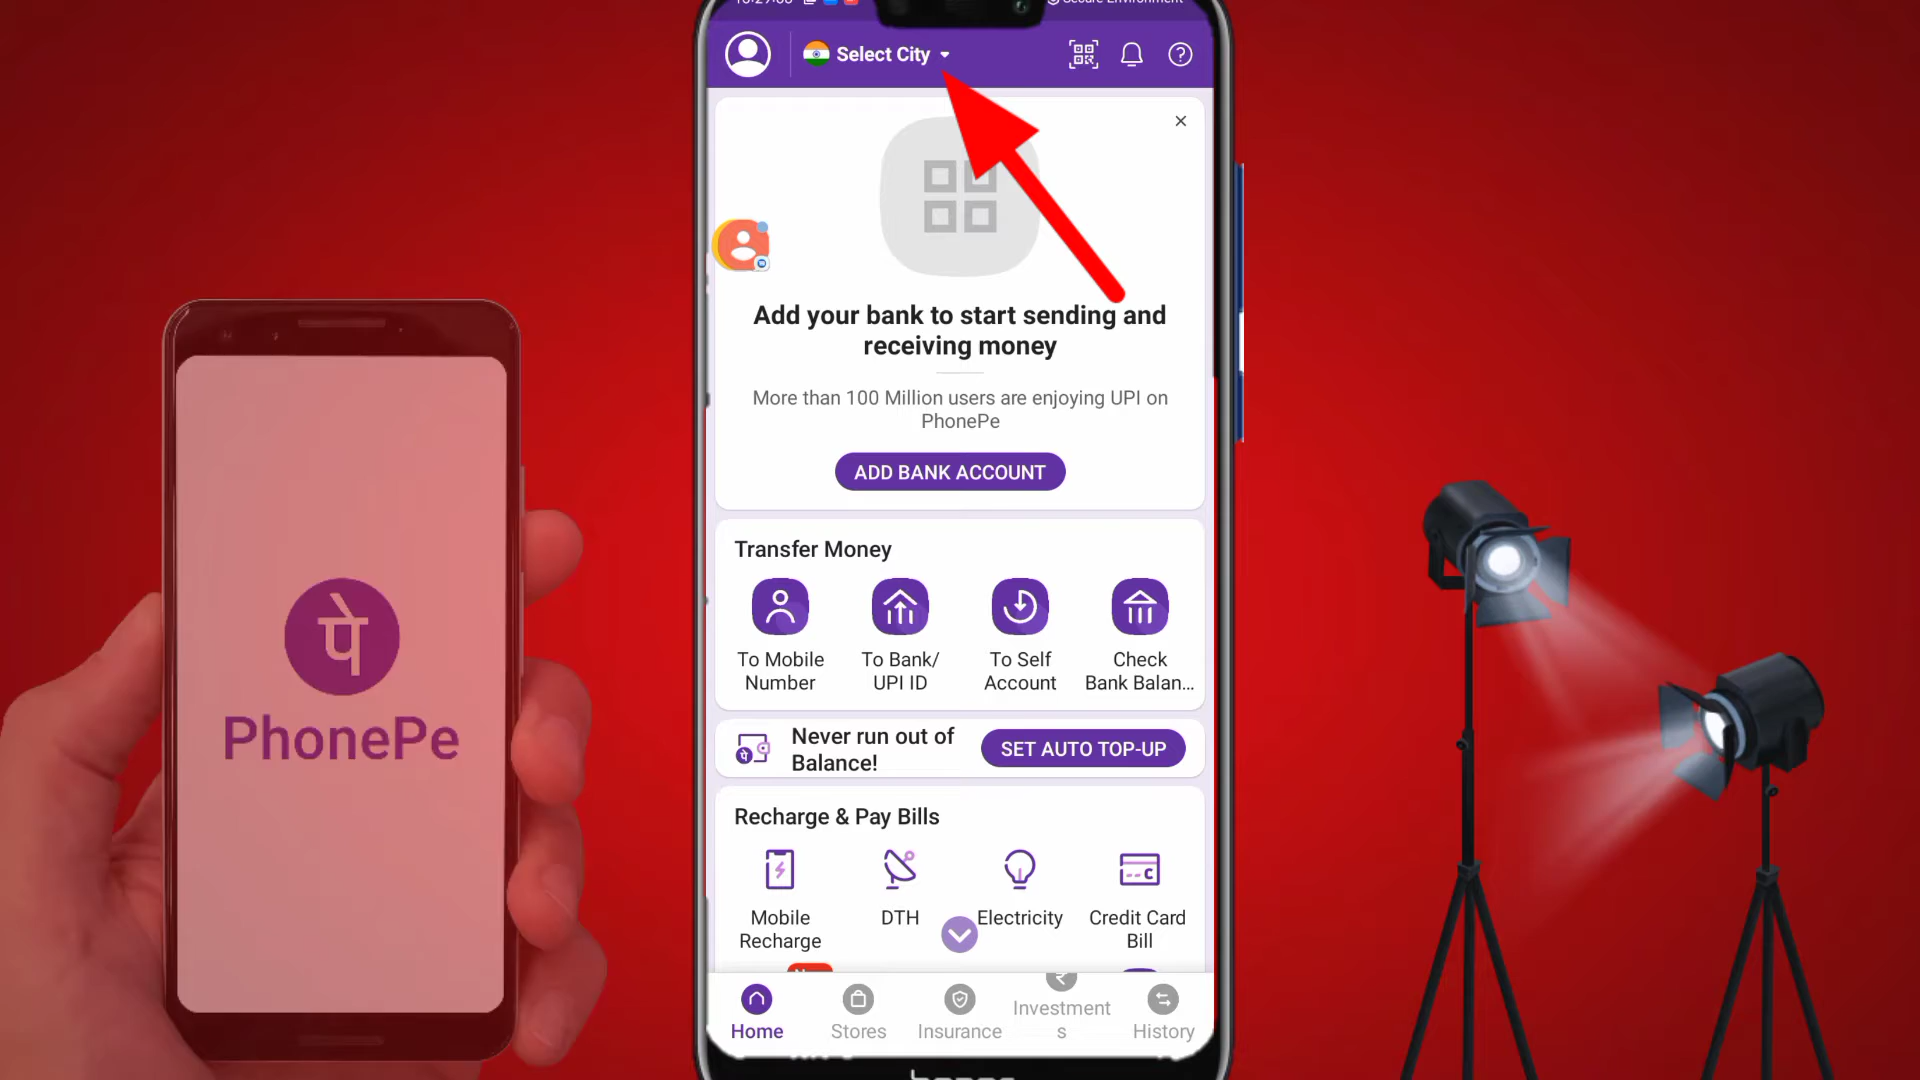 Select City
Add your bank to start sending and
receiving money
More than 100 Million users are enjoying UPI on
PhonePe
ADD BANK ACCOUNT
Transfer Money
To Mobile
Number
To Bank/
UPI ID
To Self
Account
Check
Bank Balan...
Never run out of
Balance!
SET AUTO TOP-UP
Recharge & Pay Bills
Mobile
Recharge
DTH
Electricity
Credit Card
Bill
Home
Stores
Insurance
Investment
s
History
पे
PhonePe